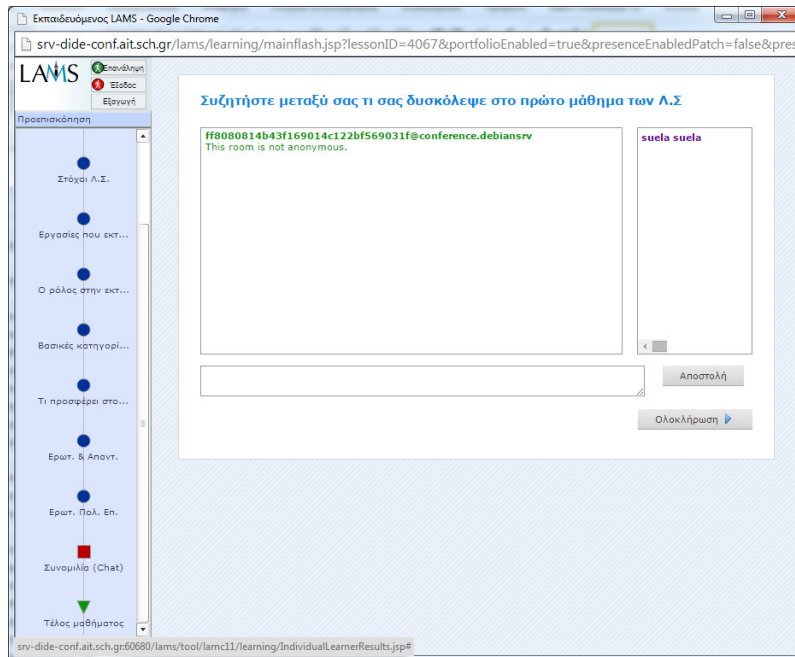 Εκπαιδευόμενος LAMS - Google Chrome
srv-dide-conf.ait.sch.gr/lams/learning/mainflash.jsp?lessonID=4067&portfolioEnabled=true&presenceEnabledPatch=false&pres
LAMS
Επανάληψη
Έξοδος
Εξαγωγή
Προεπισκόπηση
Στόχοι Λ.Σ.
Εργασίες που εκτ...
Ο ρόλος στην εκτ...
Βασικές κατηγορί...
Τι προσφέρει στο...
Ερωτ. & Απαντ.
Ερωτ. Πολ. Επ.
Συνομιλία (Chat)
Τέλος μαθήματος
Συζητήστε μεταξύ σας τι σας δυσκόλεψε στο πρώτο μάθημα των Λ.Σ
ff8080814b43f169014c122bf569031f@conference.debiansrv
This room is not anonymous.
suela suela
Αποστολή
Ολοκλήρωση
srv-dide-conf.ait.sch.gr:60680/lams/tool/lamc11/learning/IndividualLearnerResults.jsp#